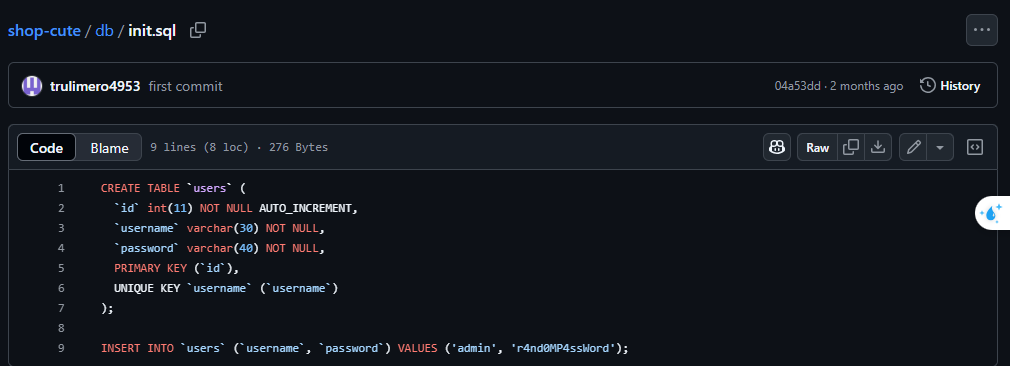 shop-cute / db / init.sql
trulimero4953 first commit 04a53dd · 2 months ago History
Code Blame 9 lines (8 loc) · 276 Bytes Raw
1 CREATE TABLE `users` (
2 `id` int(11) NOT NULL AUTO_INCREMENT,
3 `username` varchar(30) NOT NULL,
4 `password` varchar(40) NOT NULL,
5 PRIMARY KEY (`id`),
6 UNIQUE KEY `username` (`username`)
7 );
8
9 INSERT INTO `users` (`username`, `password`) VALUES ('admin', 'r4nd0MP4ssWord');